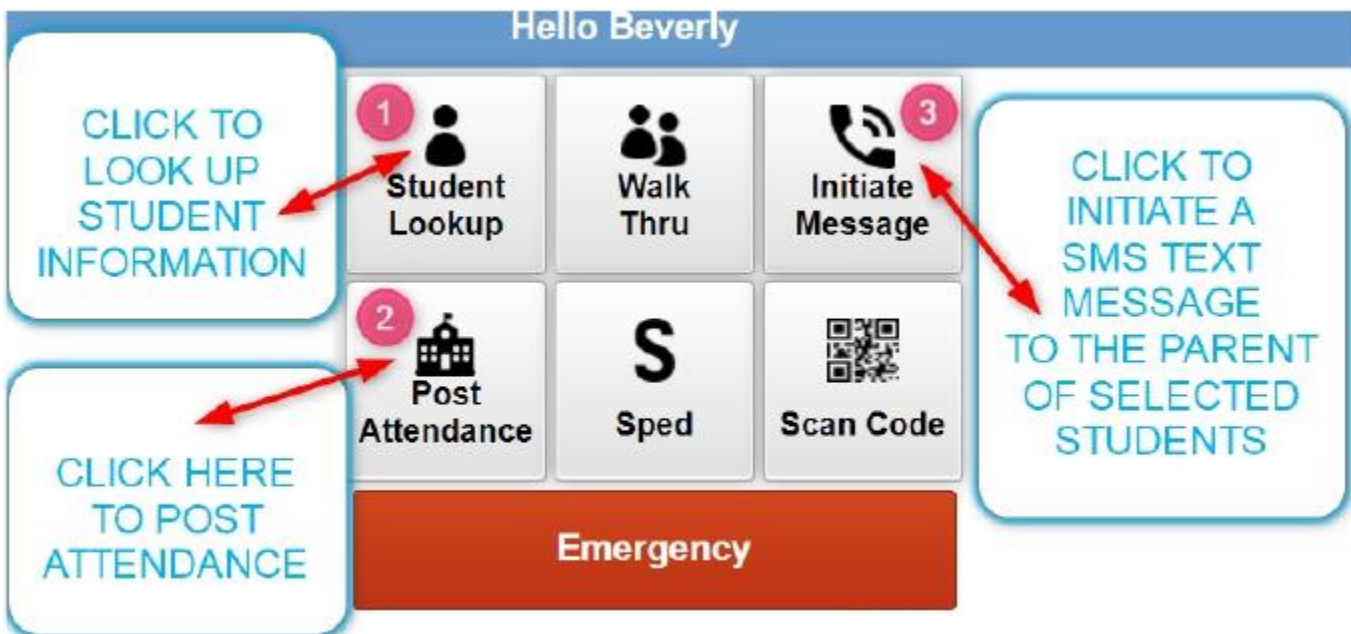 Hello Beverly
CLICK TO
LOOK UP
STUDENT
INFORMATION
1
Student
Lookup
Walk
Thru
3
Initiate
Message
CLICK TO
INITIATE A
SMS TEXT
MESSAGE
TO THE PARENT
OF SELECTED
STUDENTS
2
Post
Attendance
S
Sped
Scan Code
CLICK HERE
TO POST
ATTENDANCE
Emergency